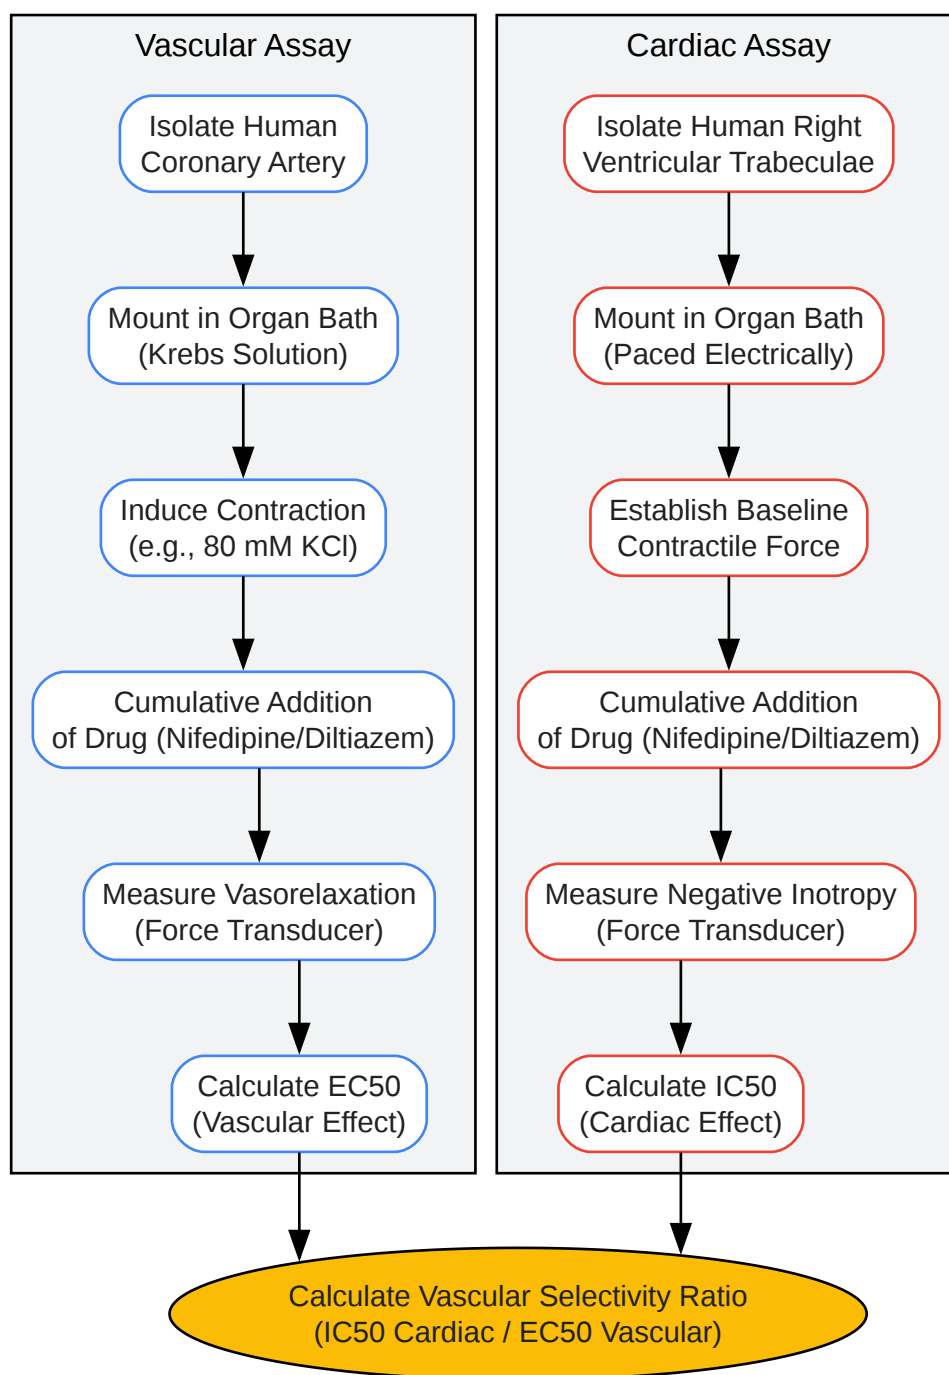 Vascular Assay
Isolate Human
Coronary Artery
Mount in Organ Bath
(Krebs Solution)
Induce Contraction
(e.g., 80 mM KCl)
Cumulative Addition
of Drug (Nifedipine/Diltiazem)
Measure Vasorelaxation
(Force Transducer)
Calculate EC50
(Vascular Effect)
Cardiac Assay
Isolate Human Right
Ventricular Trabeculae
Mount in Organ Bath
(Paced Electrically)
Establish Baseline
Contractile Force
Cumulative Addition
of Drug (Nifedipine/Diltiazem)
Measure Negative Inotropy
(Force Transducer)
Calculate IC50
(Cardiac Effect)
Calculate Vascular Selectivity Ratio
(IC50 Cardiac / EC50 Vascular)